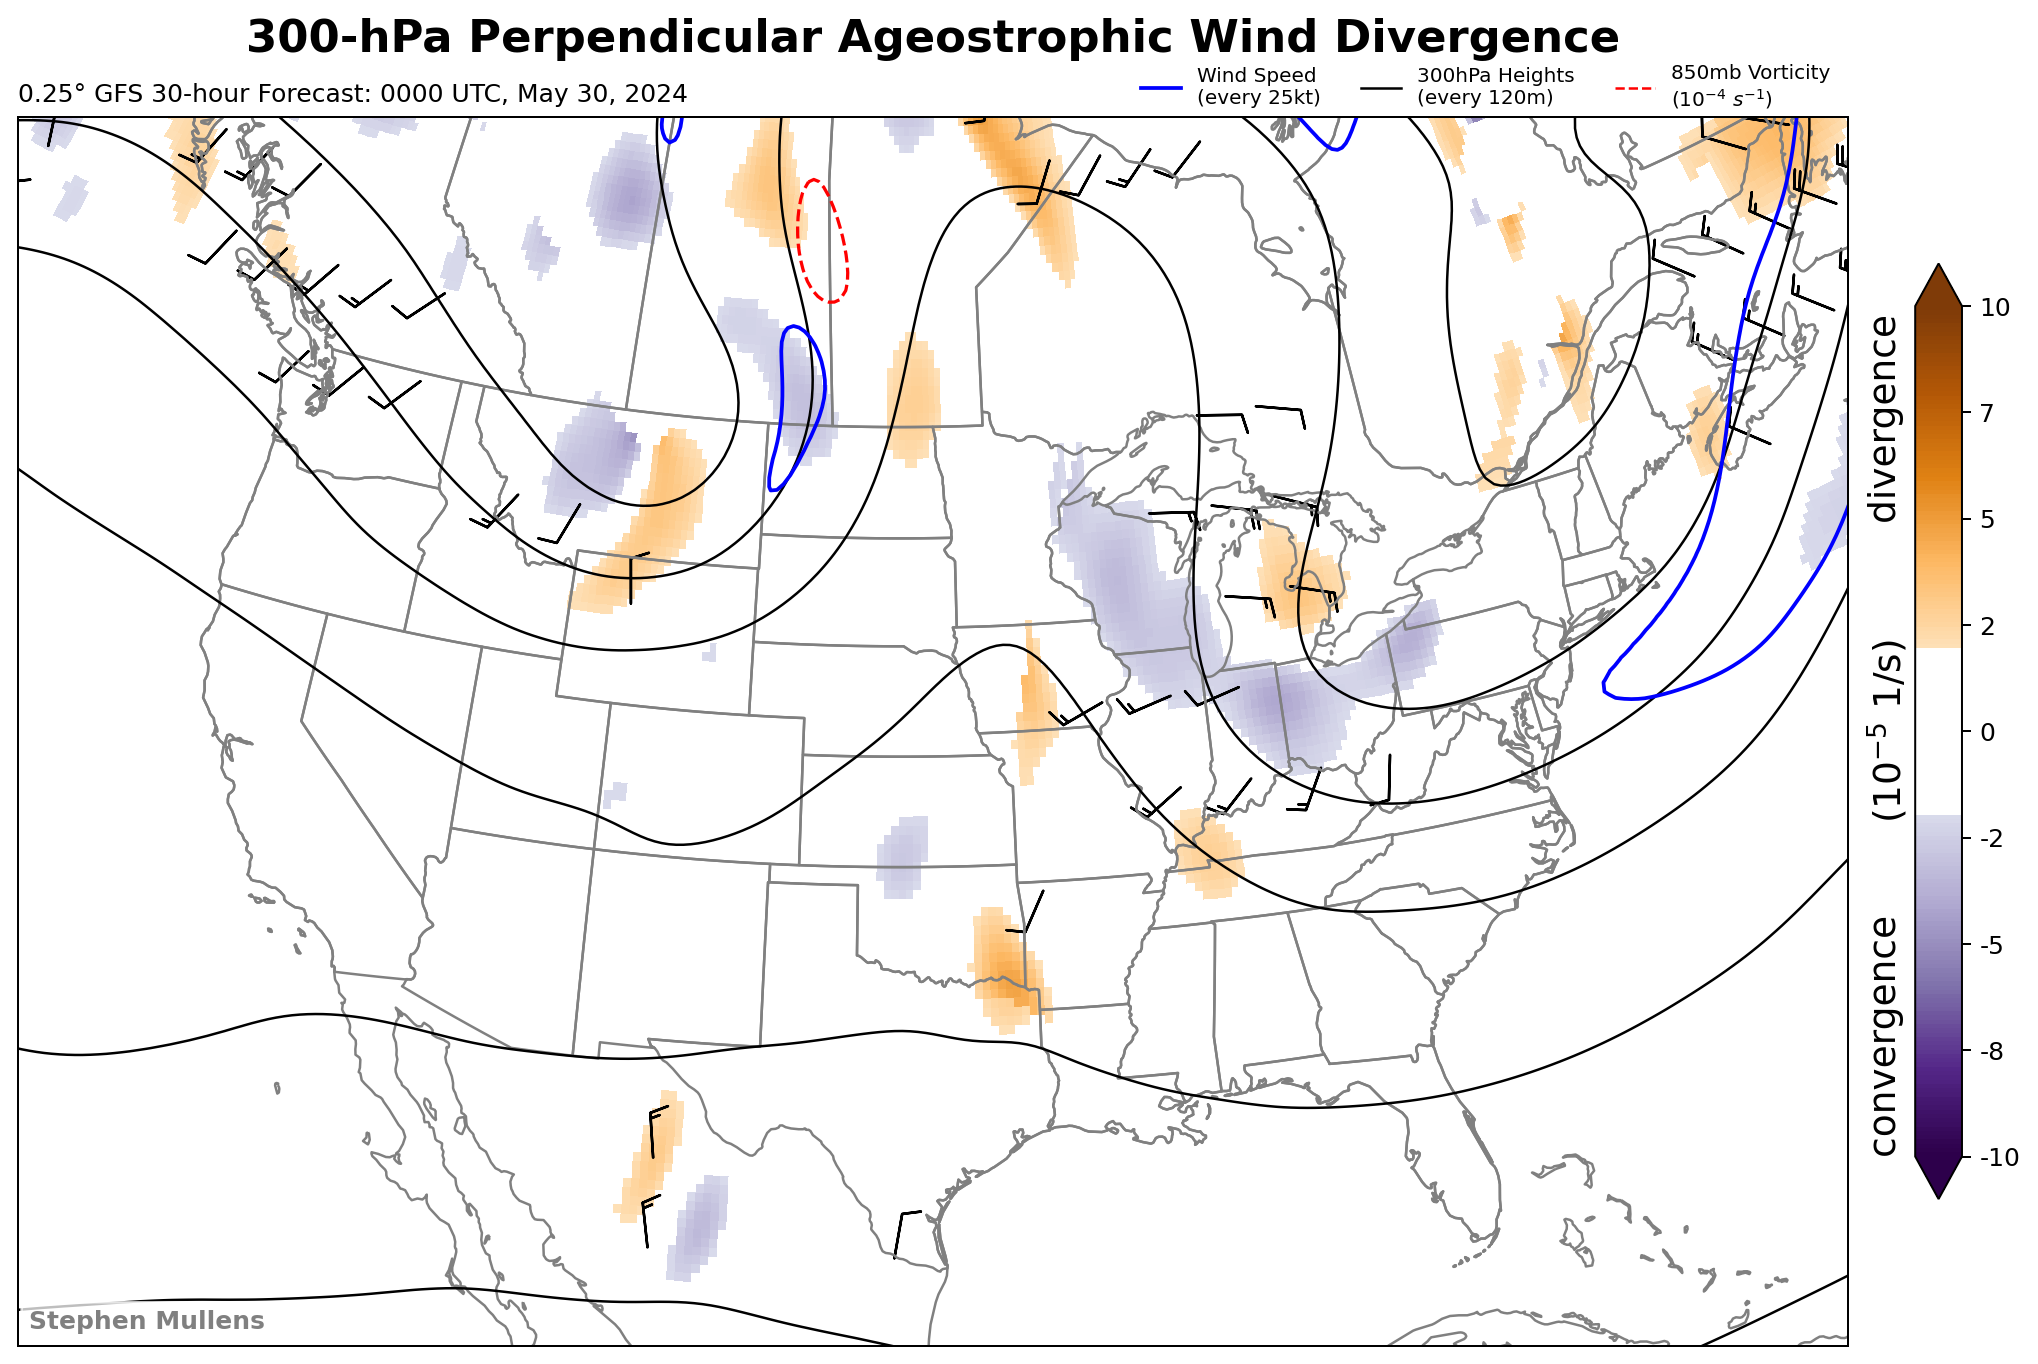 300-hPa Perpendicular Ageostrophic Wind Divergence
0.25° GFS 30-hour Forecast: 0000 UTC, May 30, 2024
Wind Speed
(every 25kt)
300hPa Heights
(every 120m)
850mb Vorticity
(10⁻⁴ s⁻¹)
10
7
5
2
0
-2
-5
-8
-10
convergence (10⁻⁵ 1/s) divergence
Stephen Mullens